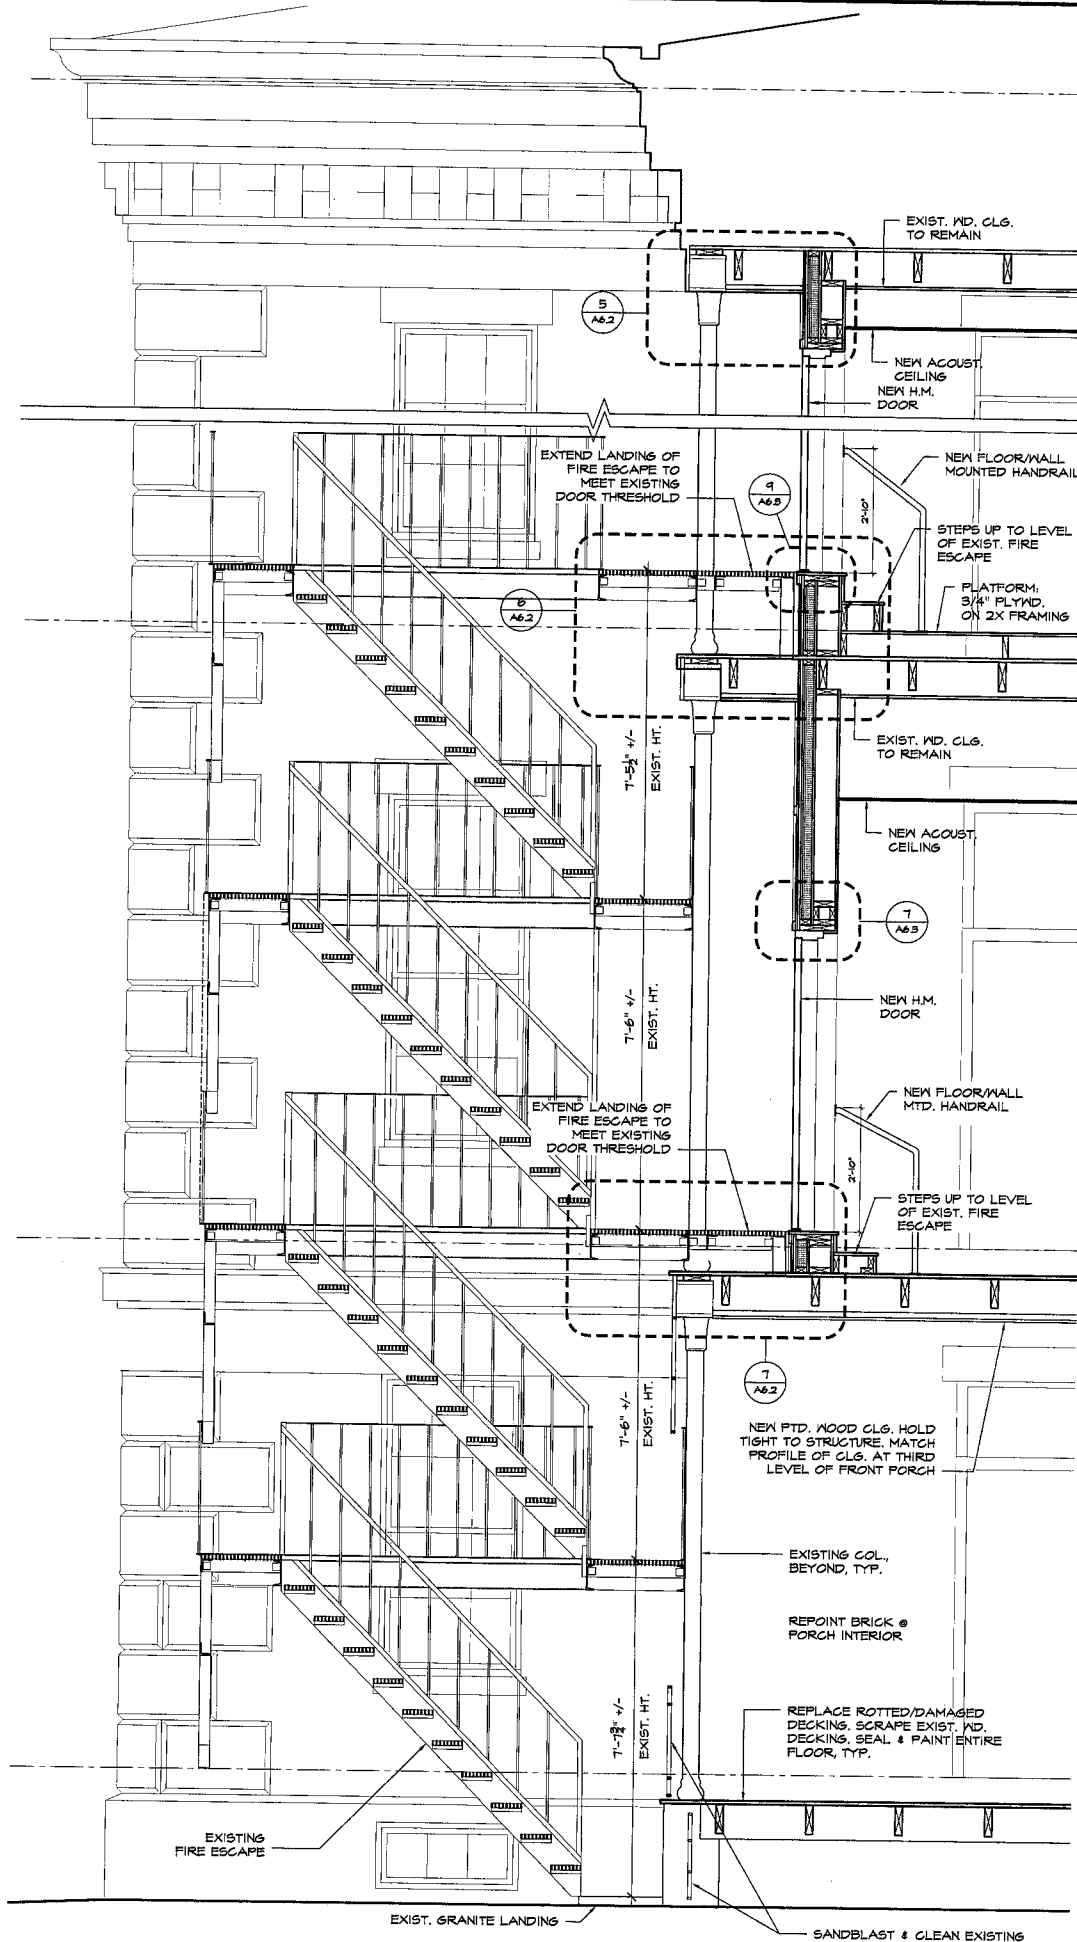 EXIST. WD. CLG.
TO REMAIN
5
A6.2
NEW ACOUST.
CEILING
NEW H.M.
DOOR
EXTEND LANDING OF
FIRE ESCAPE TO
MEET EXISTING
DOOR THRESHOLD
9
A6.3
2'-10"
NEW FLOOR/WALL
MOUNTED HANDRAIL
STEPS UP TO LEVEL
OF EXIST. FIRE
ESCAPE
PLATFORM:
3/4" PLYWD.
ON 2X FRAMING
6
A6.2
EXIST. WD. CLG.
TO REMAIN
7'-5½" +/-
EXIST. HT.
NEW ACOUST.
CEILING
7
A6.3
NEW H.M.
DOOR
7'-6" +/-
EXIST. HT.
NEW FLOOR/WALL
MTD. HANDRAIL
EXTEND LANDING OF
FIRE ESCAPE TO
MEET EXISTING
DOOR THRESHOLD
2'-10"
STEPS UP TO LEVEL
OF EXIST. FIRE
ESCAPE
7
A6.2
7'-6" +/-
EXIST. HT.
NEW PTD. WOOD CLG. HOLD
TIGHT TO STRUCTURE. MATCH
PROFILE OF CLG. AT THIRD
LEVEL OF FRONT PORCH
EXISTING COL.,
BEYOND, TYP.
REPOINT BRICK @
PORCH INTERIOR
7'-7¾" +/-
EXIST. HT.
REPLACE ROTTED/DAMAGED
DECKING. SCRAPE EXIST. WD.
DECKING. SEAL & PAINT ENTIRE
FLOOR, TYP.
EXISTING
FIRE ESCAPE
EXIST. GRANITE LANDING
SANDBLAST & CLEAN EXISTING